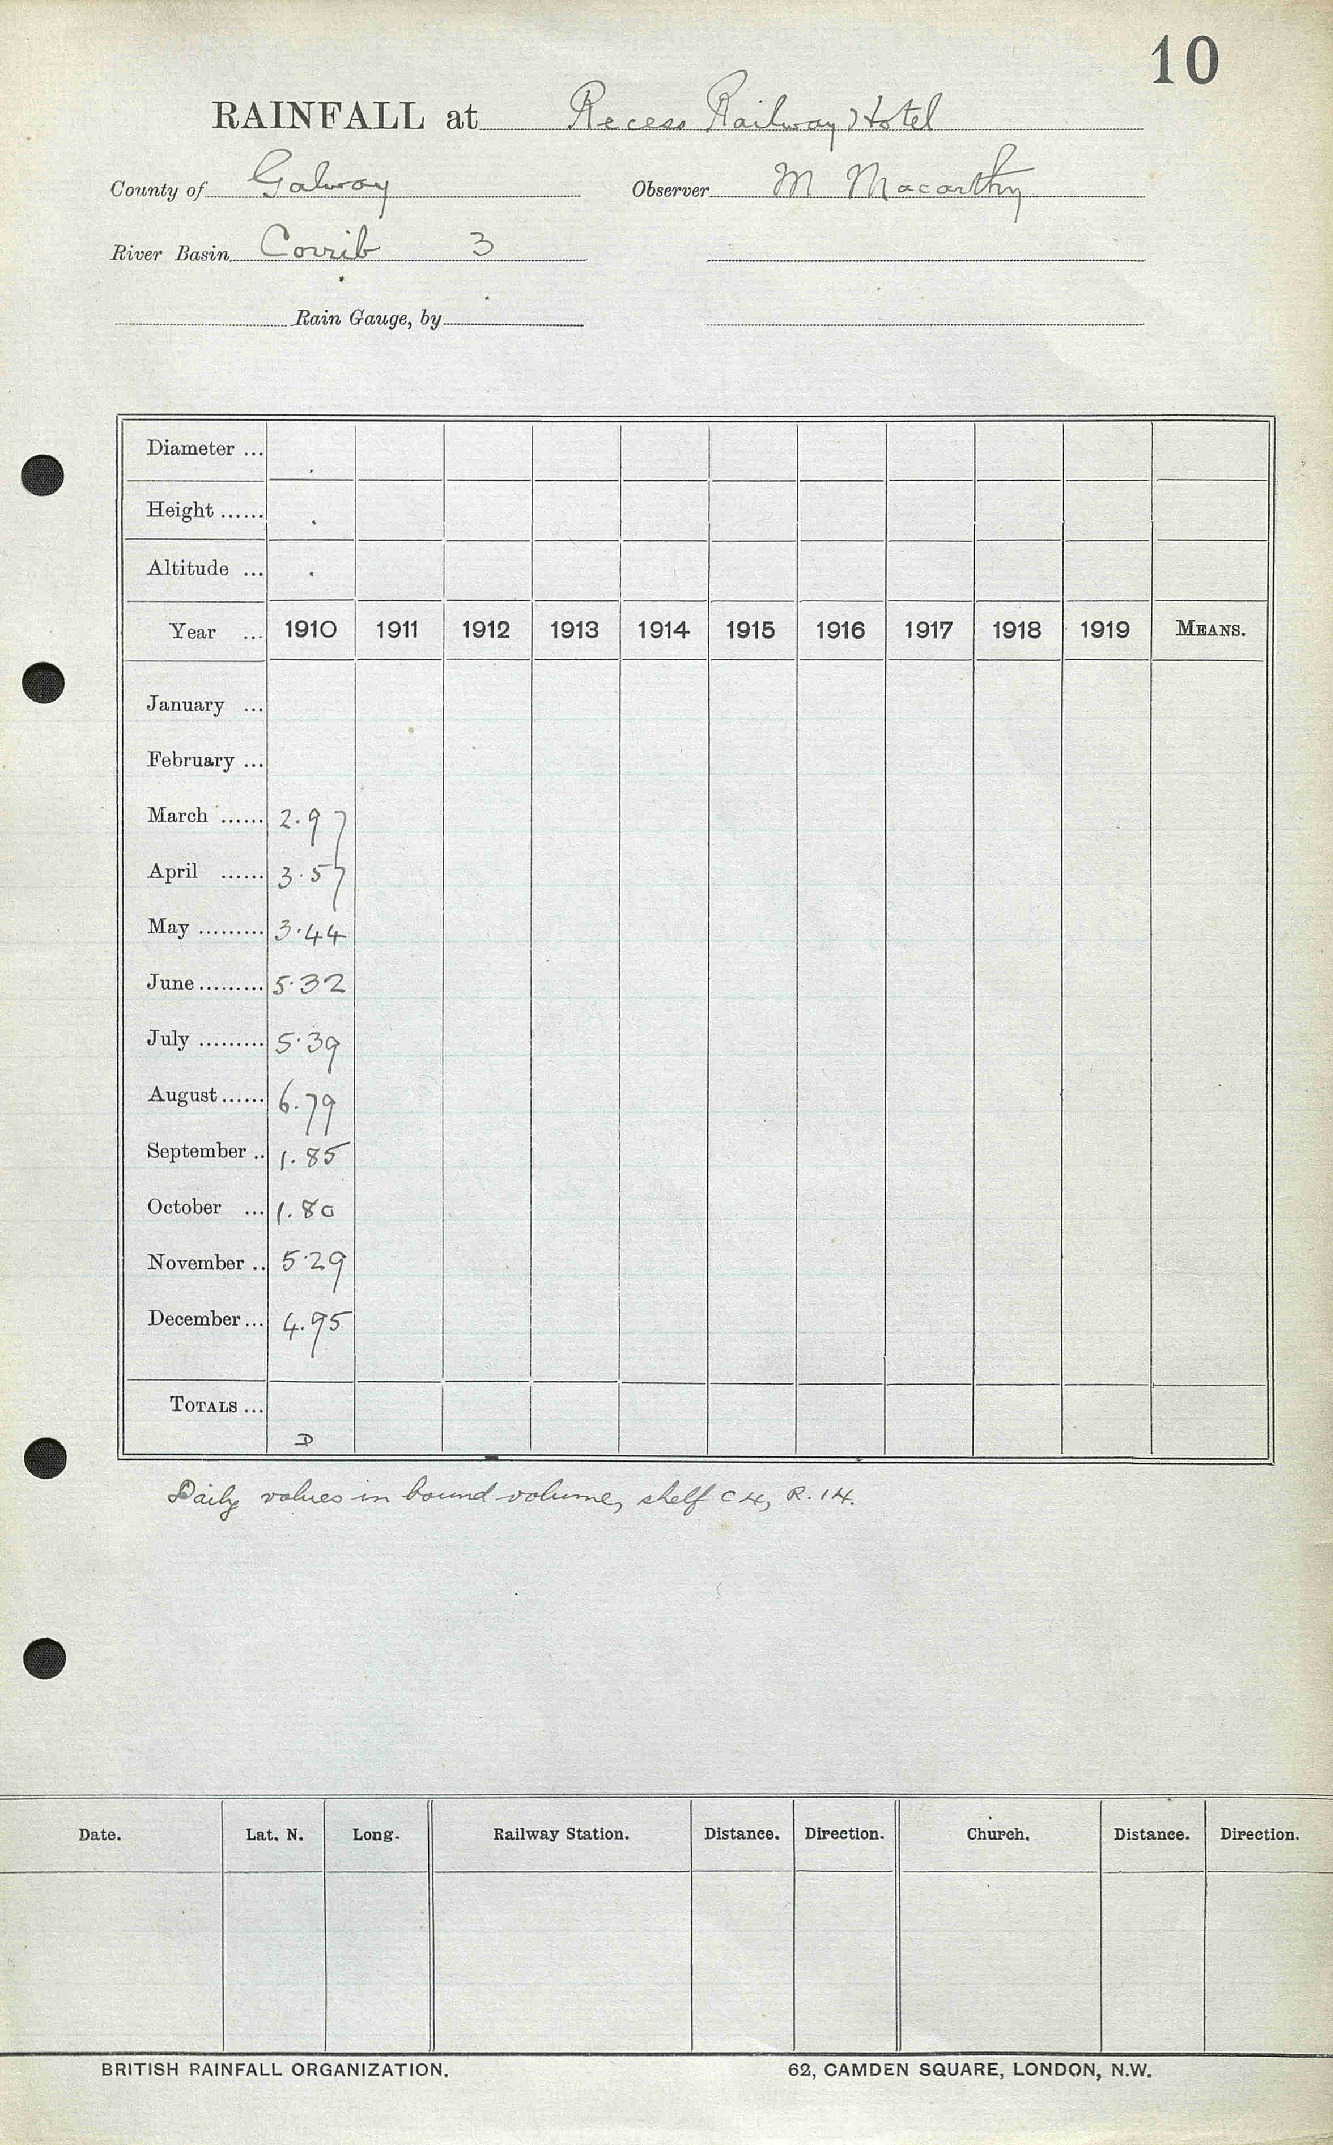 10
RAINFALL at Recess Railway Hotel
County of Galway Observer M Macarthy
River Basin Corrib 3
Rain Gauge, by
Diameter ...
Height ......
Altitude ...
Year ... 1910 1911 1912 1913 1914 1915 1916 1917 1918 1919 MEANS.
January ...
February ...
March ...... 2.97
April ...... 3.57
May ......... 3.44
June ......... 5.32
July ......... 5.39
August ...... 6.79
September .. 1.85
October ... 1.80
November .. 5.29
December ... 4.95
TOTALS ...
D
Daily values in bound volume, shelf C4, R.14.
Date. Lat. N. Long. Railway Station. Distance. Direction. Church. Distance. Direction.
BRITISH RAINFALL ORGANIZATION. 62, CAMDEN SQUARE, LONDON, N.W.